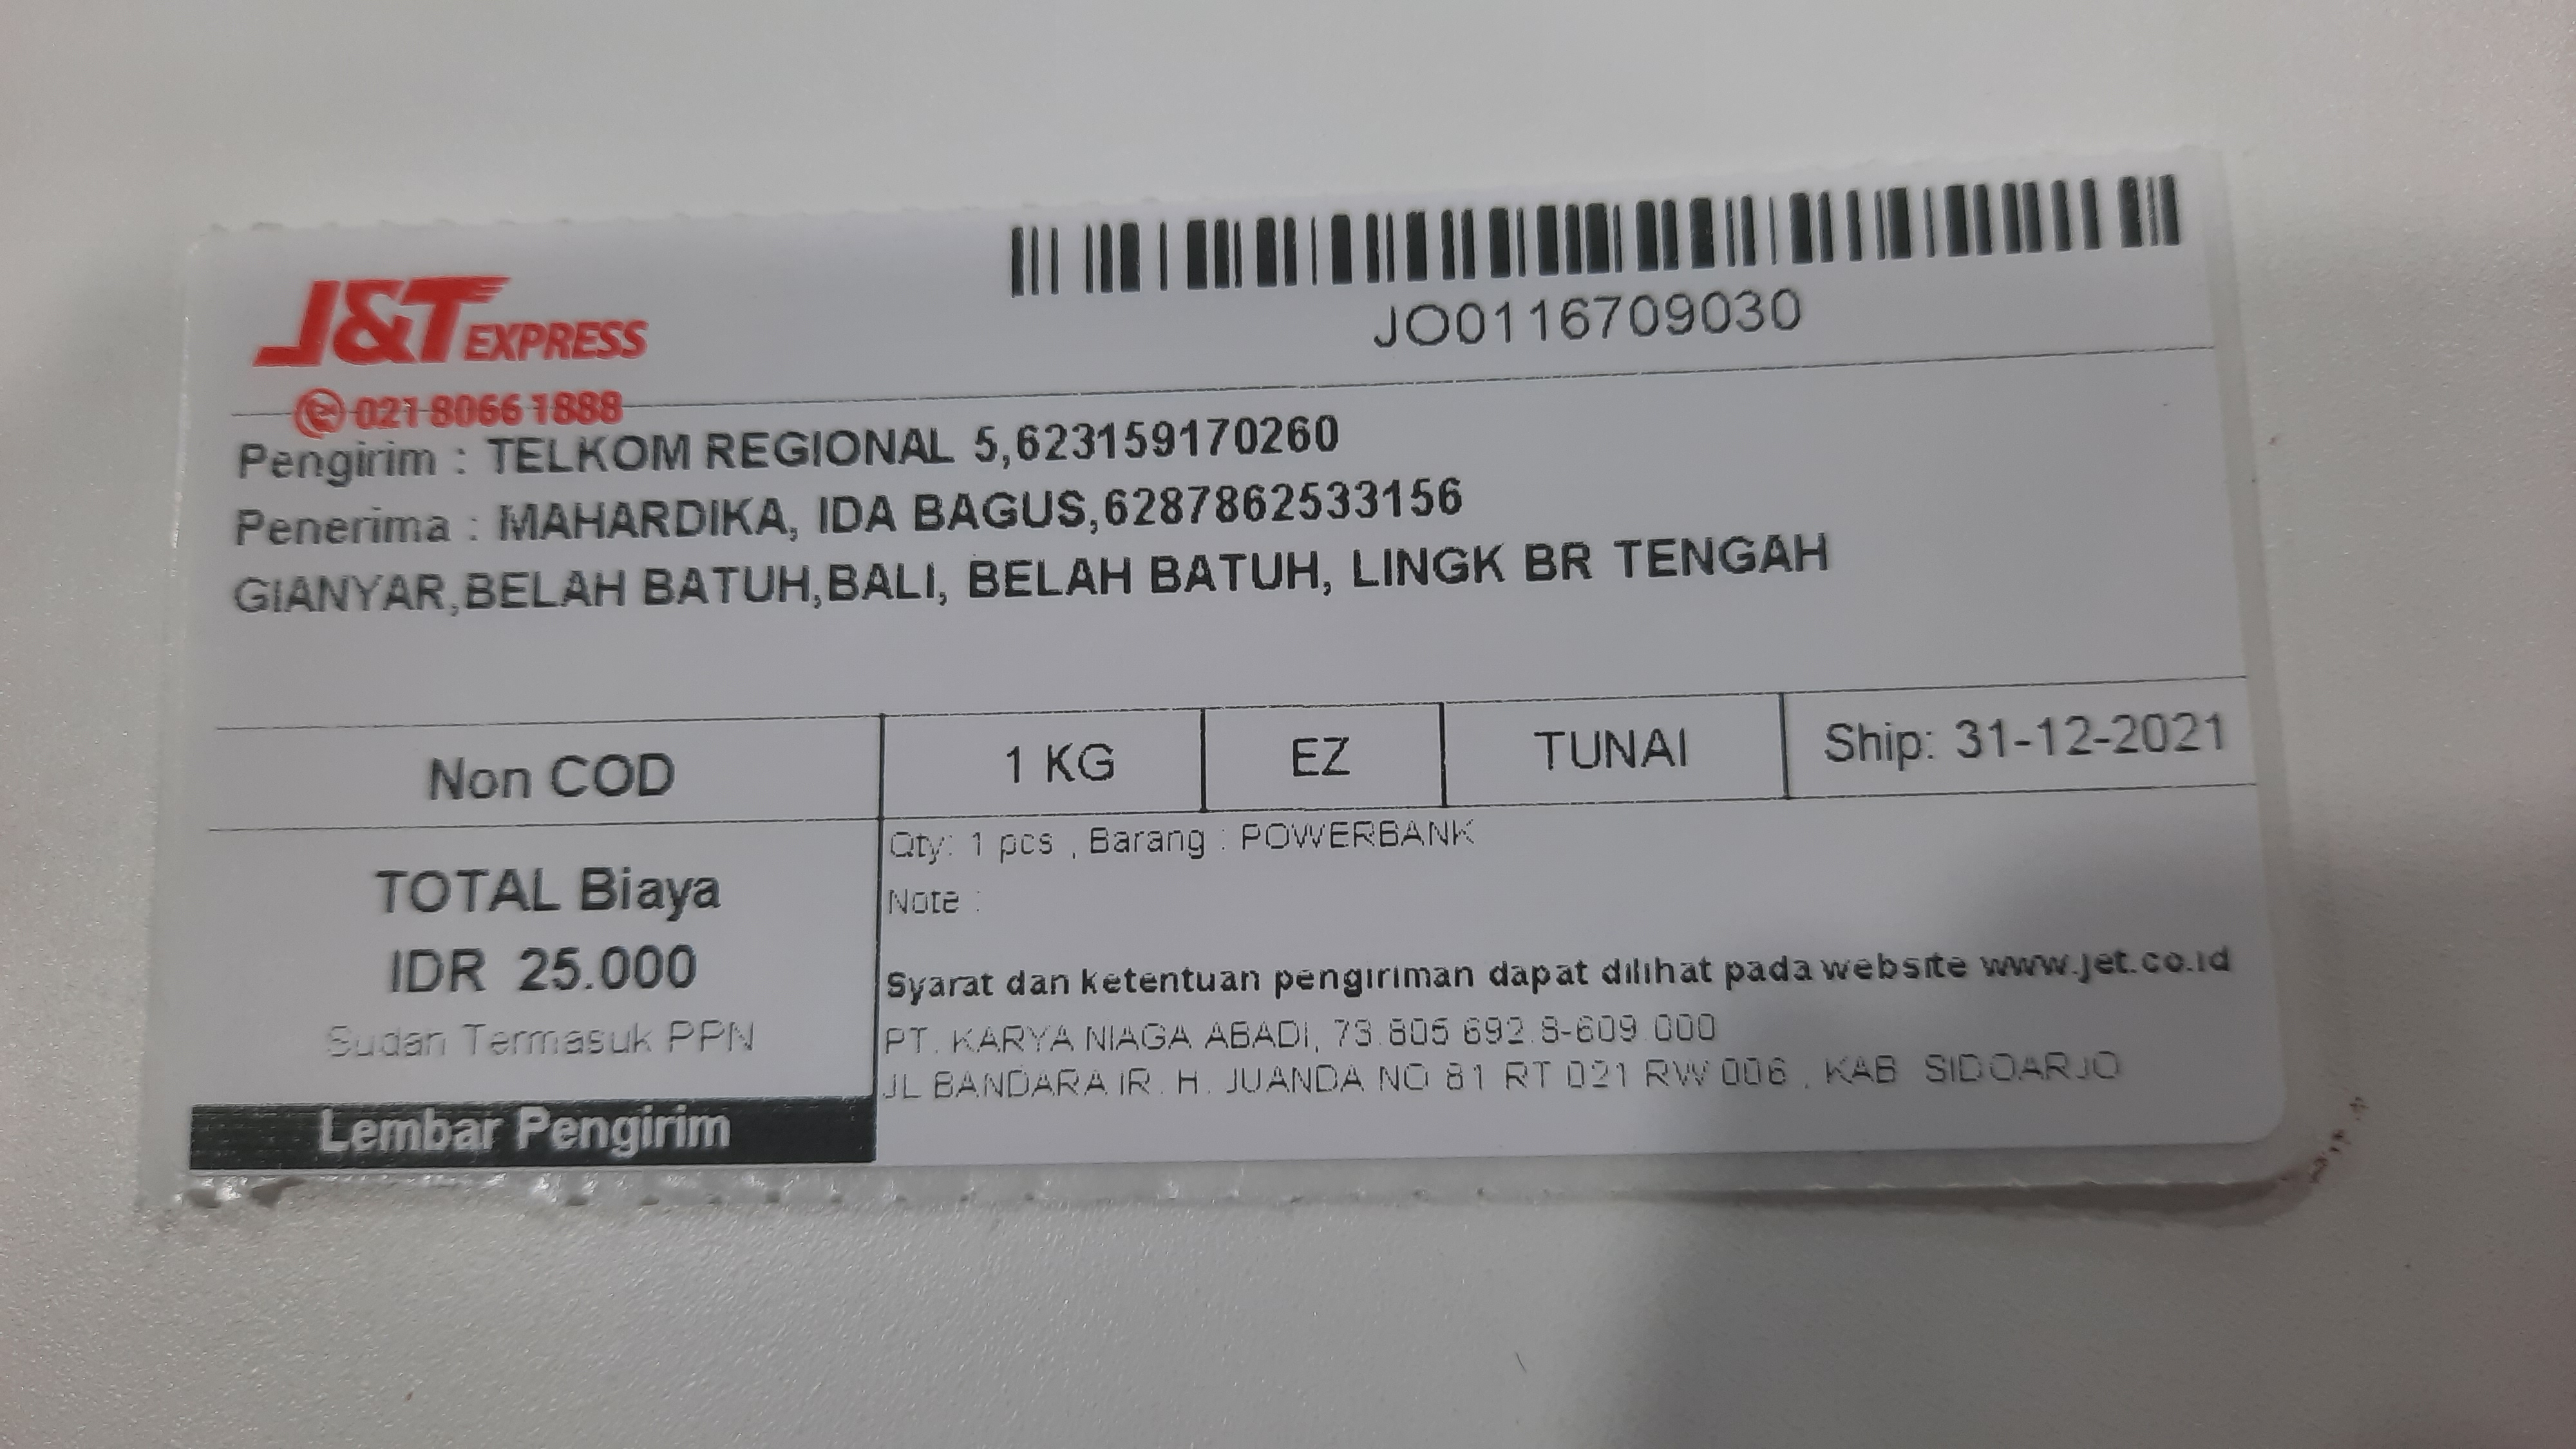 J&T EXPRESS
021 8066 1888
JO0116709030
Pengirim : TELKOM REGIONAL 5,6231591170260
Penerima : MAHARDIKA, IDA BAGUS,6287862533156
GIANYAR,BELAH BATUH,BALI, BELAH BATUH, LINGK BR TENGAH
Non COD
1 KG
EZ
TUNAI
Ship: 31-12-2021
TOTAL Biaya
IDR 25.000
Sudah Termasuk PPN
Lembar Pengirim
Qty: 1 pcs , Barang : POWERBANK
Note :
Syarat dan ketentuan pengiriman dapat dilihat pada website www.jet.co.id
PT. KARYA NIAGA ABADI, 73.805.692.8-609.000
JL BANDARA IR. H. JUANDA NO 81 RT 021 RW 006 , KAB SIDOARJO